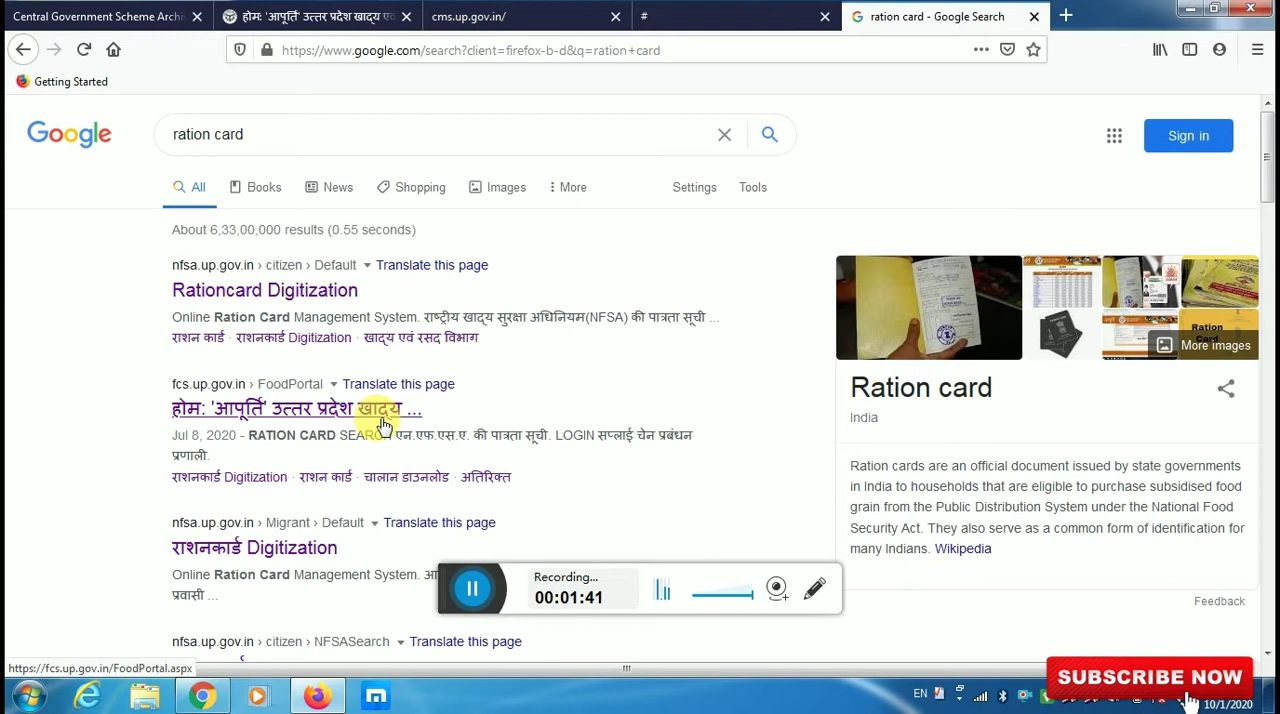 Central Government Scheme Archi
होम: 'आपूर्ति' उत्तर प्रदेश खाद्य एवं
cms.up.gov.in/
#
ration card - Google Search
https://www.google.com/search?client=firefox-b-d&q=ration+card
Getting Started
Google
ration card
Sign in
All
Books
News
Shopping
Images
More
Settings
Tools
About 6,33,00,000 results (0.55 seconds)
nfsa.up.gov.in › citizen › Default
Translate this page
Rationcard Digitization
Online Ration Card Management System. राष्ट्रीय खाद्य सुरक्षा अधिनियम(NFSA) की पात्रता सूची ...
राशन कार्ड · राशनकार्ड Digitization · खाद्य एवं रसद विभाग
fcs.up.gov.in › FoodPortal
Translate this page
होम: 'आपूर्ति' उत्तर प्रदेश खाद्य ...
Jul 8, 2020 - RATION CARD SEARCH एन.एफ.एस.ए. की पात्रता सूची. LOGIN सप्लाई चेन प्रबंधन
प्रणाली.
राशनकार्ड Digitization · राशन कार्ड · चालान डाउनलोड · अतिरिक्त
nfsa.up.gov.in › Migrant › Default
Translate this page
राशनकार्ड Digitization
Online Ration Card Management System.
प्रवासी ...
nfsa.up.gov.in › citizen › NFSASearch
Translate this page
Ration
Card
More images
Ration card
India
Ration cards are an official document issued by state governments
in India to households that are eligible to purchase subsidised food
grain from the Public Distribution System under the National Food
Security Act. They also serve as a common form of identification for
many Indians. Wikipedia
Feedback
Recording...
00:01:41
https://fcs.up.gov.in/FoodPortal.aspx
SUBSCRIBE NOW
EN
10/1/2020